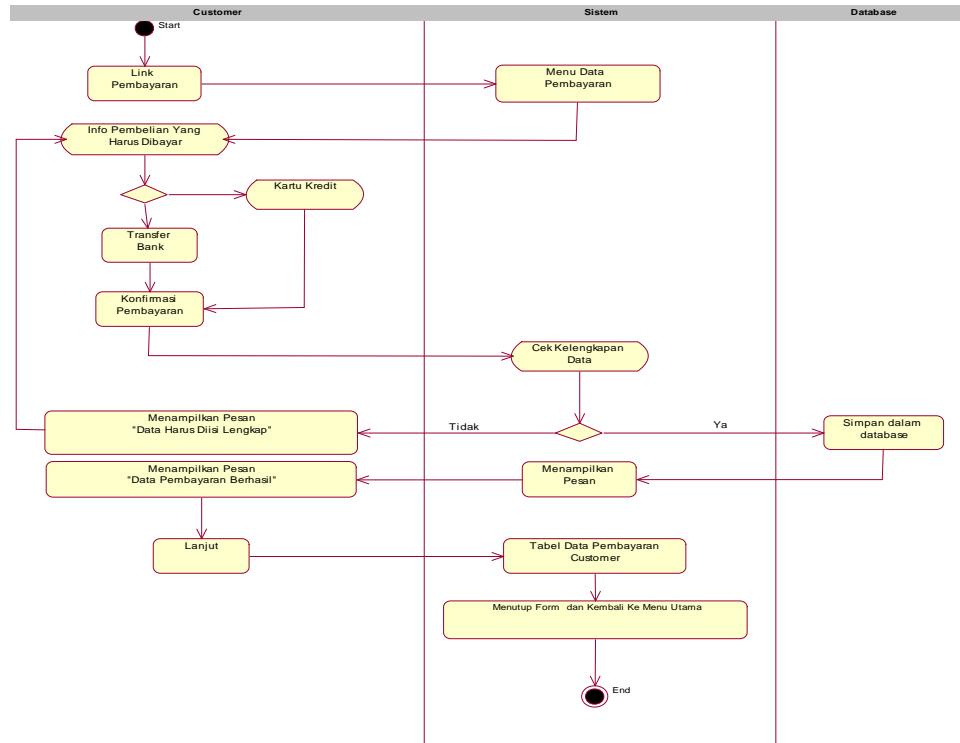 Customer
Sistem
Database
Start
Link
Pembayaran
Menu Data
Pembayaran
Info Pembelian Yang
Harus Dibayar
Kartu Kredit
Transfer
Bank
Konfirmasi
Pembayaran
Cek Kelengkapan
Data
Menampilkan Pesan
"Data Harus Diisi Lengkap"
Tidak
Ya
Simpan dalam
database
Menampilkan Pesan
"Data Pembayaran Berhasil"
Menampilkan
Pesan
Lanjut
Tabel Data Pembayaran
Customer
Menutup Form dan Kembali Ke Menu Utama
End